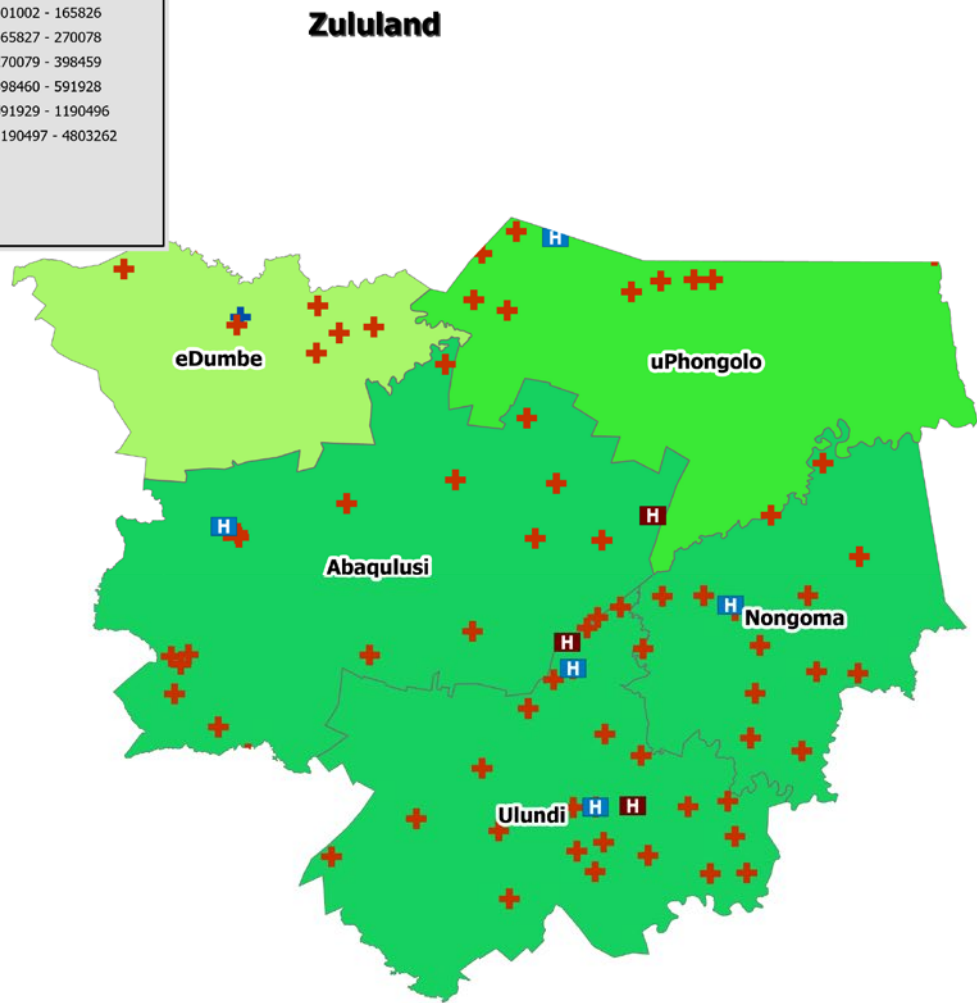 01002 - 165826
Zululand
65827 - 270078
70079 - 398459
98460 - 591928
91929 - 1190496
190497 - 4803262
H
eDumbe
uPhongolo
H
H
Abaqulusi
H
Nongoma
H
H
Ulundi
H
H